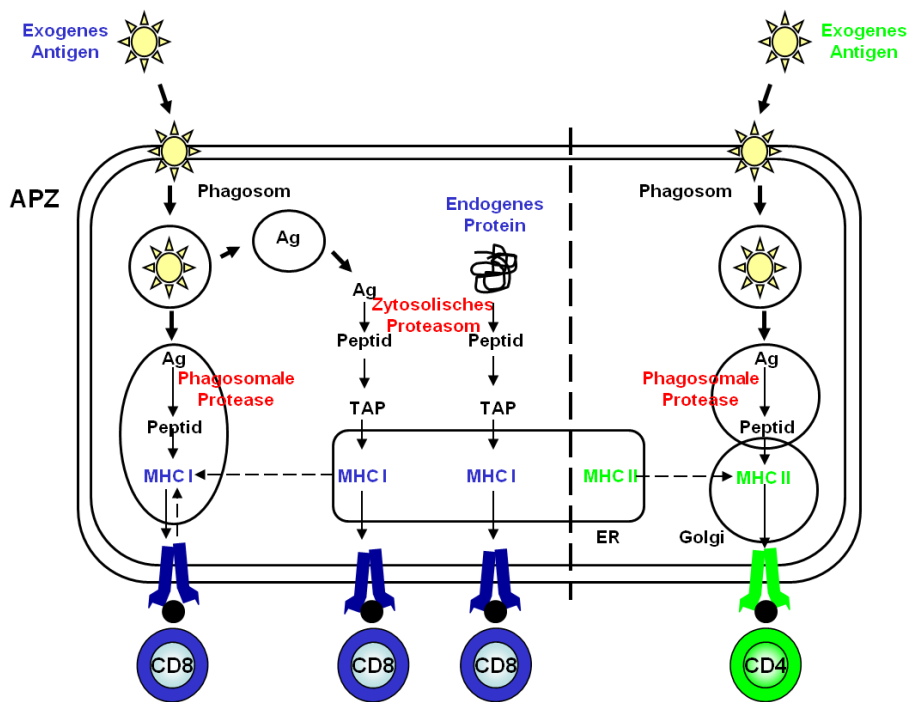 Exogenes
Antigen
Exogenes
Antigen
APZ
Phagosom
Phagosom
Endogenes
Protein
Ag
Ag
Zytosolisches
Proteasom
Peptid
Peptid
Ag
Phagosomale
Protease
Peptid
Ag
Phagosomale
Protease
Peptid
TAP
TAP
MHC I
MHC I
MHC I
MHC II
MHC II
ER
Golgi
CD8
CD8
CD8
CD4